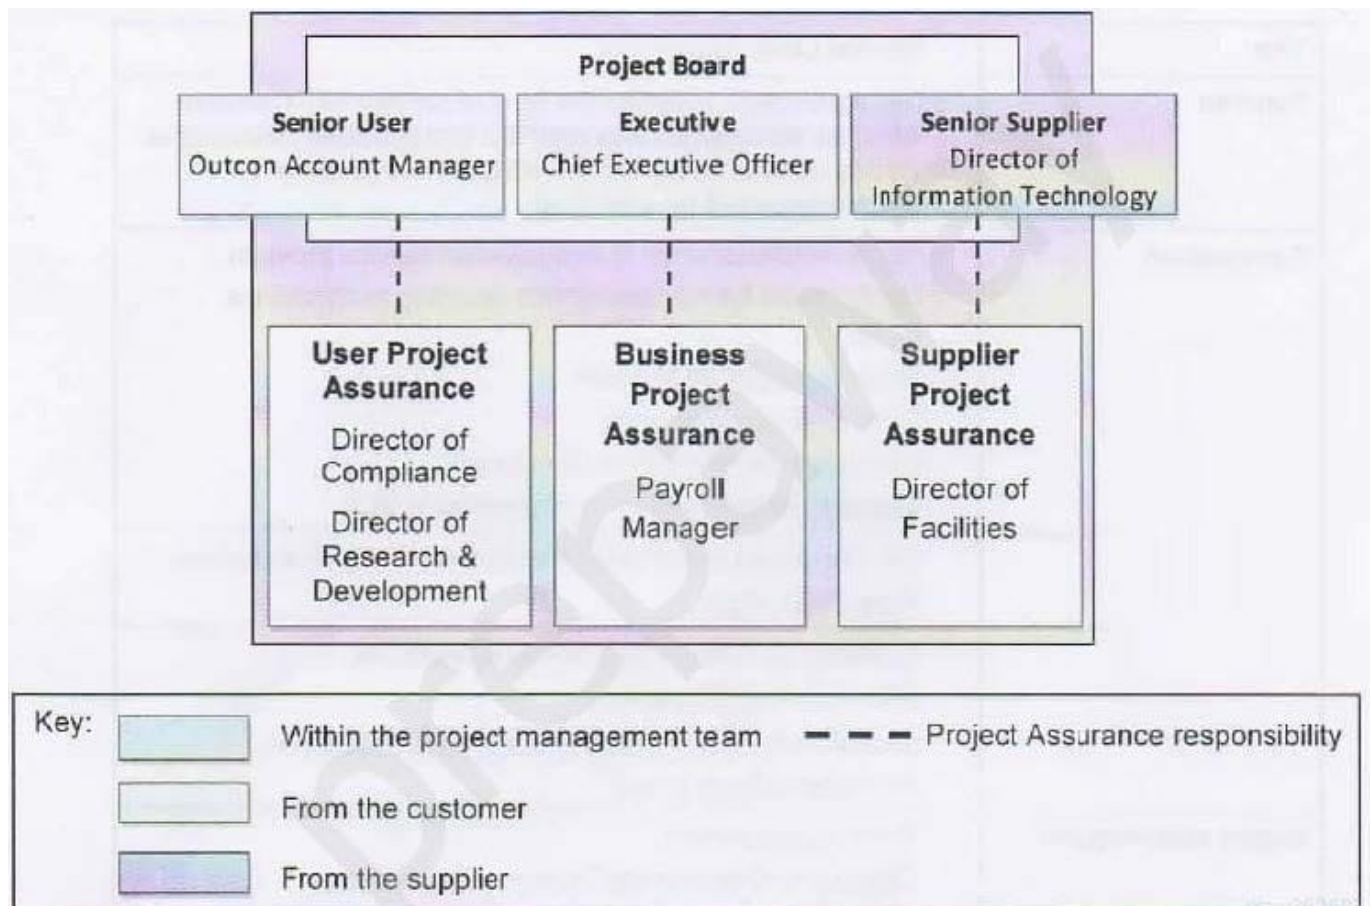 Project Board
Senior User
Outcon Account Manager
Executive
Chief Executive Officer
Senior Supplier
Director of
Information Technology
User Project
Assurance
Director of
Compliance
Director of
Research &
Development
Business
Project
Assurance
Payroll
Manager
Supplier
Project
Assurance
Director of
Facilities
prepaway
Key:
Within the project management team
Project Assurance responsibility
From the customer
From the supplier